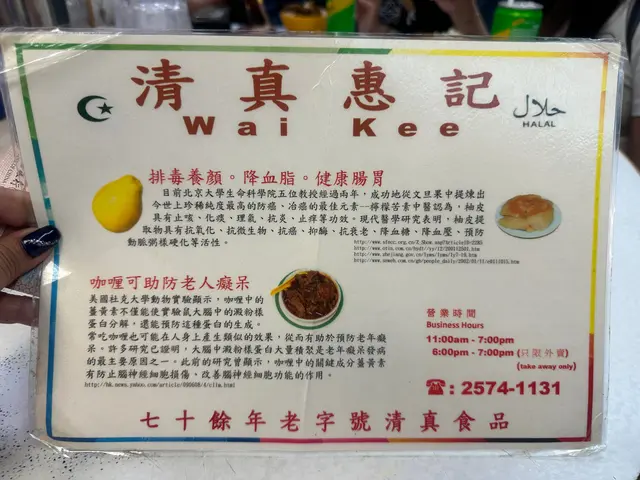 清真惠記
Wai Kee
حلال
HALAL
排毒養顏。降血脂。健康腸胃
目前北京大學生命科學院五位教授經過兩年，成功地從文旦果中提煉出
今世上珍稀純度最高的防癌、治癌的最佳元素—檸檬苦素中醫認為，柚皮
具有止咳、化痰、理氣、抗炎、止痒等功效。現代醫學研究表明，柚皮提
取物具有抗氧化、抗微生物、抗癌、抑酶、抗衰老、降血糖、降血壓、預防
動脈粥樣硬化等活性。
咖喱可助防老人癡呆
美國杜克大學動物實驗顯示，咖喱中的
薑黃素不僅能使實驗鼠大腦中的澱粉樣
蛋白分解，還能預防這種蛋白的生成。
常吃咖喱也可能在人身上產生類似的效果，從而有助於預防老年癡
呆。許多研究已證明，大腦中澱粉樣蛋白大量積聚是老年癡呆發病
的最主要原因之一。此前的研究曾顯示，咖喱中的關鍵成分薑黃素
有防止腦神經細胞損傷，改善腦神經細胞功能的作用。
營業時間
Business Hours
11:00am - 7:00pm
6:00pm - 7:00pm (只限外賣)
(take away only)
☎: 2574-1131
七十餘年老字號清真食品